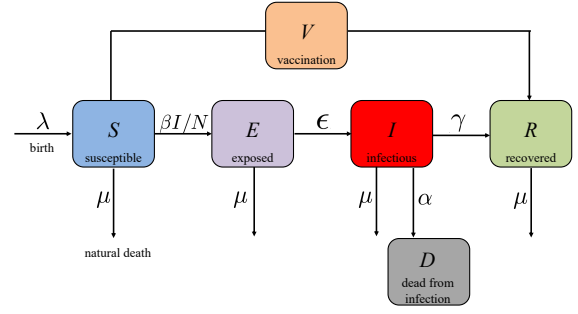 V
vaccination
λ
birth
S
susceptible
βI/N
E
exposed
ϵ
I
infectious
γ
R
recovered
μ
μ
μ
α
μ
natural death
D
dead from
infection